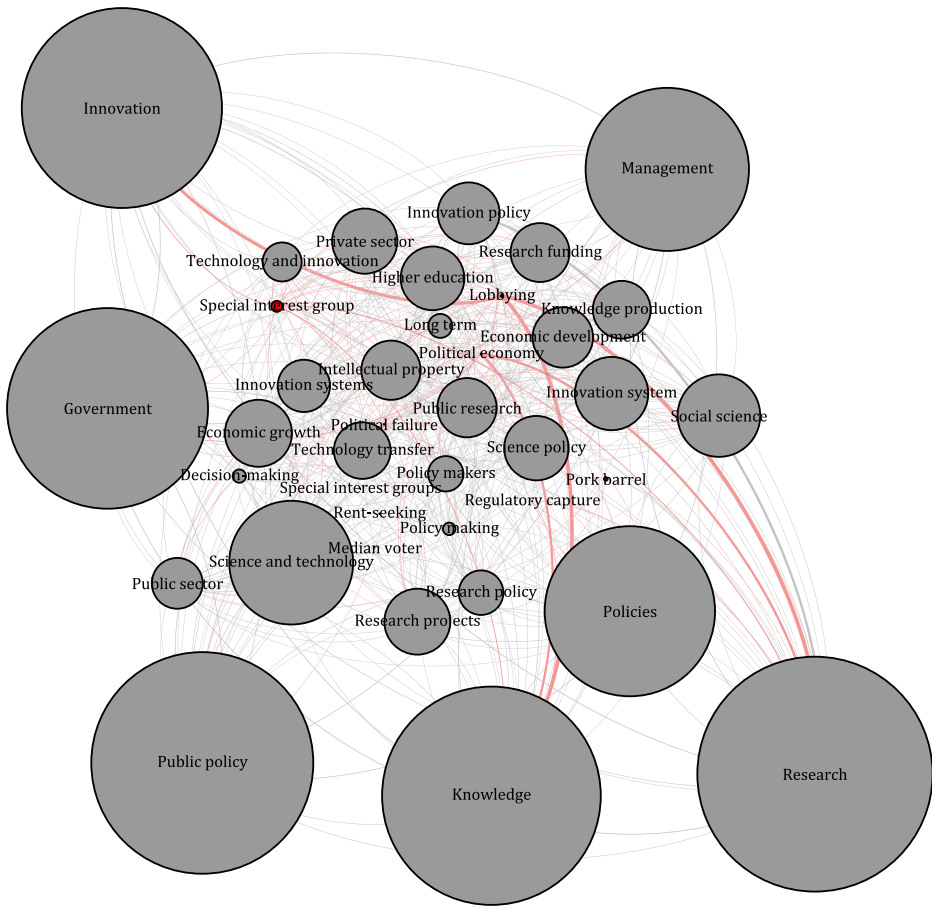 Innovation
Management
Innovation policy
Private sector
Research funding
Technology and innovation
Higher education
Lobbying
Special interest group
Knowledge production
Long term
Economic development
Political economy
Intellectual property
Innovation systems
Innovation system
Government
Public research
Social science
Political failure
Economic growth
Science policy
Technology transfer
Policy makers
Decision-making
Pork barrel
Special interest groups
Regulatory capture
Rent-seeking
Policy making
Median voter
Science and technology
Public sector
Research policy
Policies
Research projects
Public policy
Research
Knowledge